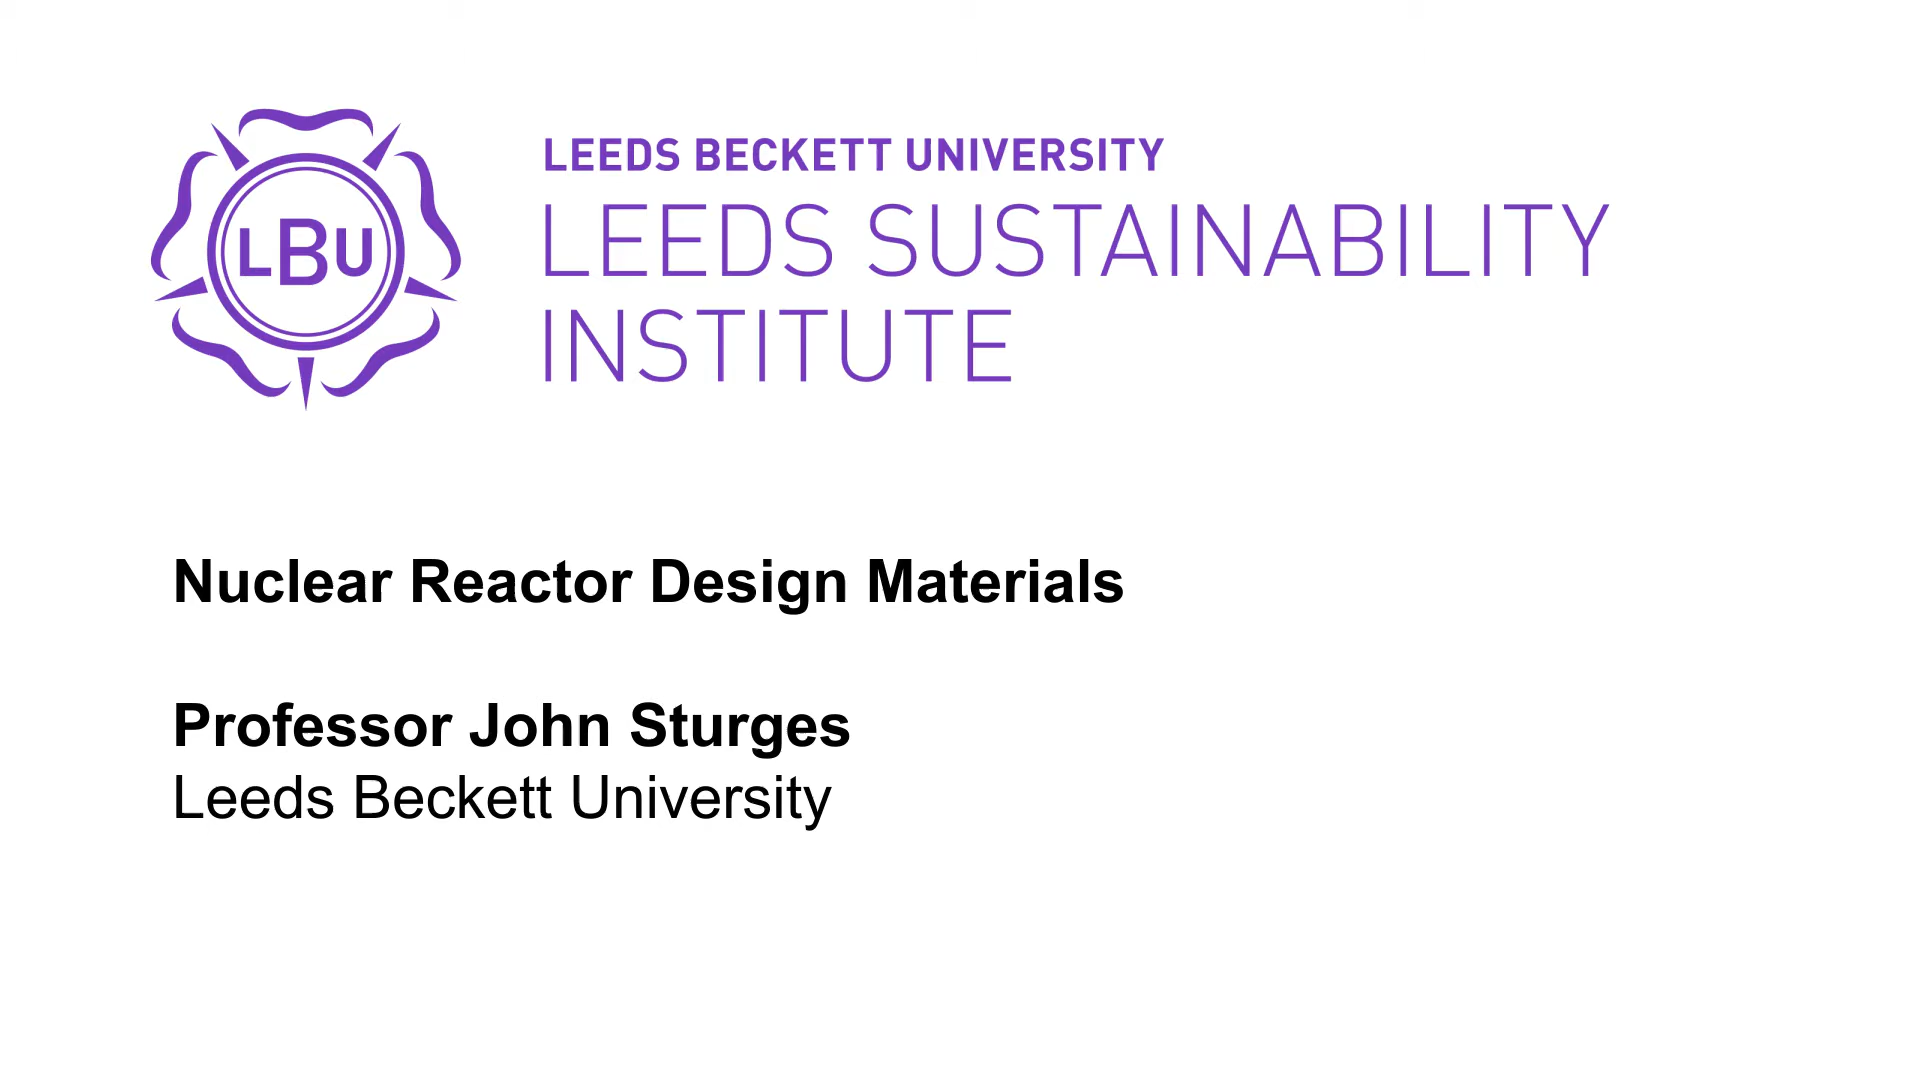 LBU
LEEDS BECKETT UNIVERSITY
LEEDS SUSTAINABILITY
INSTITUTE
Nuclear Reactor Design Materials
Professor John Sturges
Leeds Beckett University